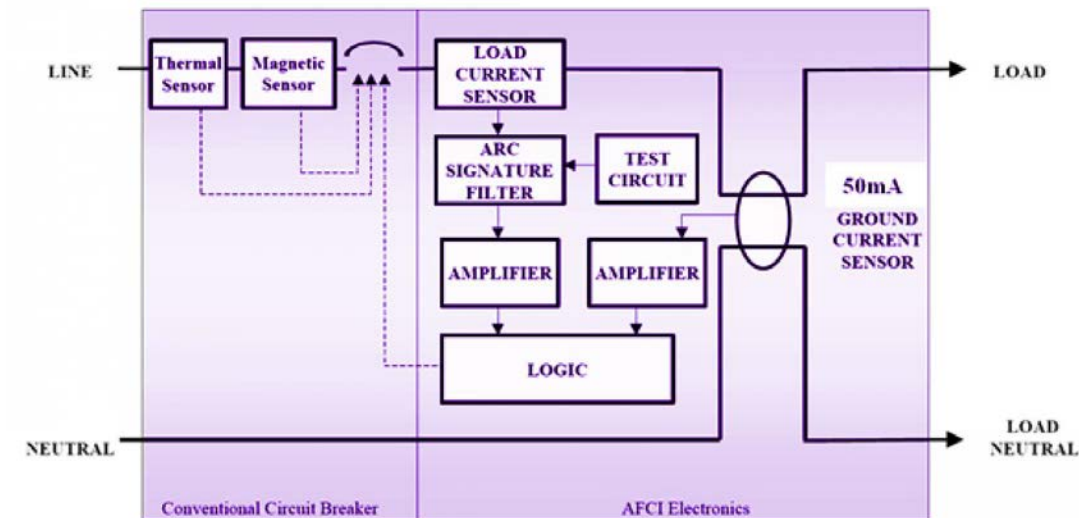 LINE
Thermal
Sensor
Magnetic
Sensor
LOAD
CURRENT
SENSOR
LOAD
ARC
SIGNATURE
FILTER
TEST
CIRCUIT
50mA
GROUND
CURRENT
SENSOR
AMPLIFIER
AMPLIFIER
LOGIC
NEUTRAL
LOAD
NEUTRAL
Conventional Circuit Breaker
AFCI Electronics